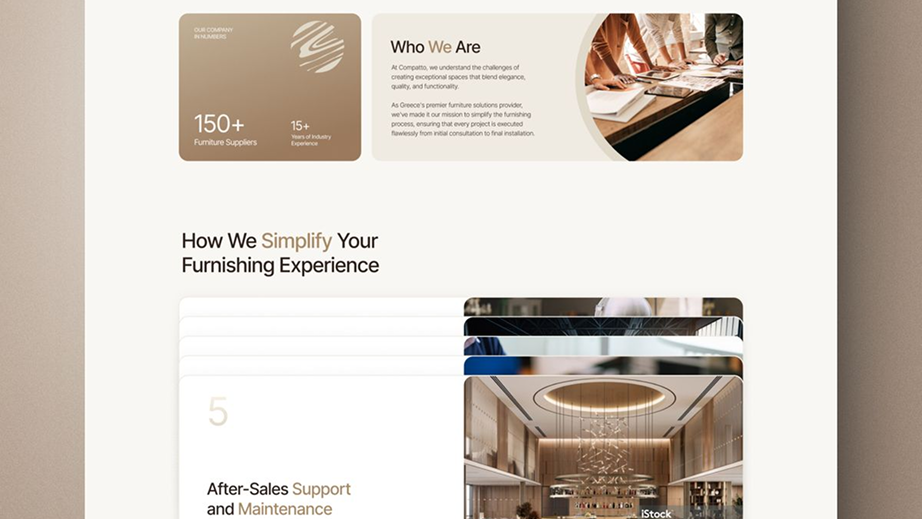 OUR COMPANY
IN NUMBERS
150+
Furniture Suppliers
15+
Years of Industry
Experience
Who We Are
At Compatto, we understand the challenges of
creating exceptional spaces that blend elegance,
quality, and functionality.
As Greece's premier furniture solutions provider,
we've made it our mission to simplify the furnishing
process, ensuring that every project is executed
flawlessly from initial consultation to final installation.
How We Simplify Your
Furnishing Experience
5
After-Sales Support
and Maintenance
iStock